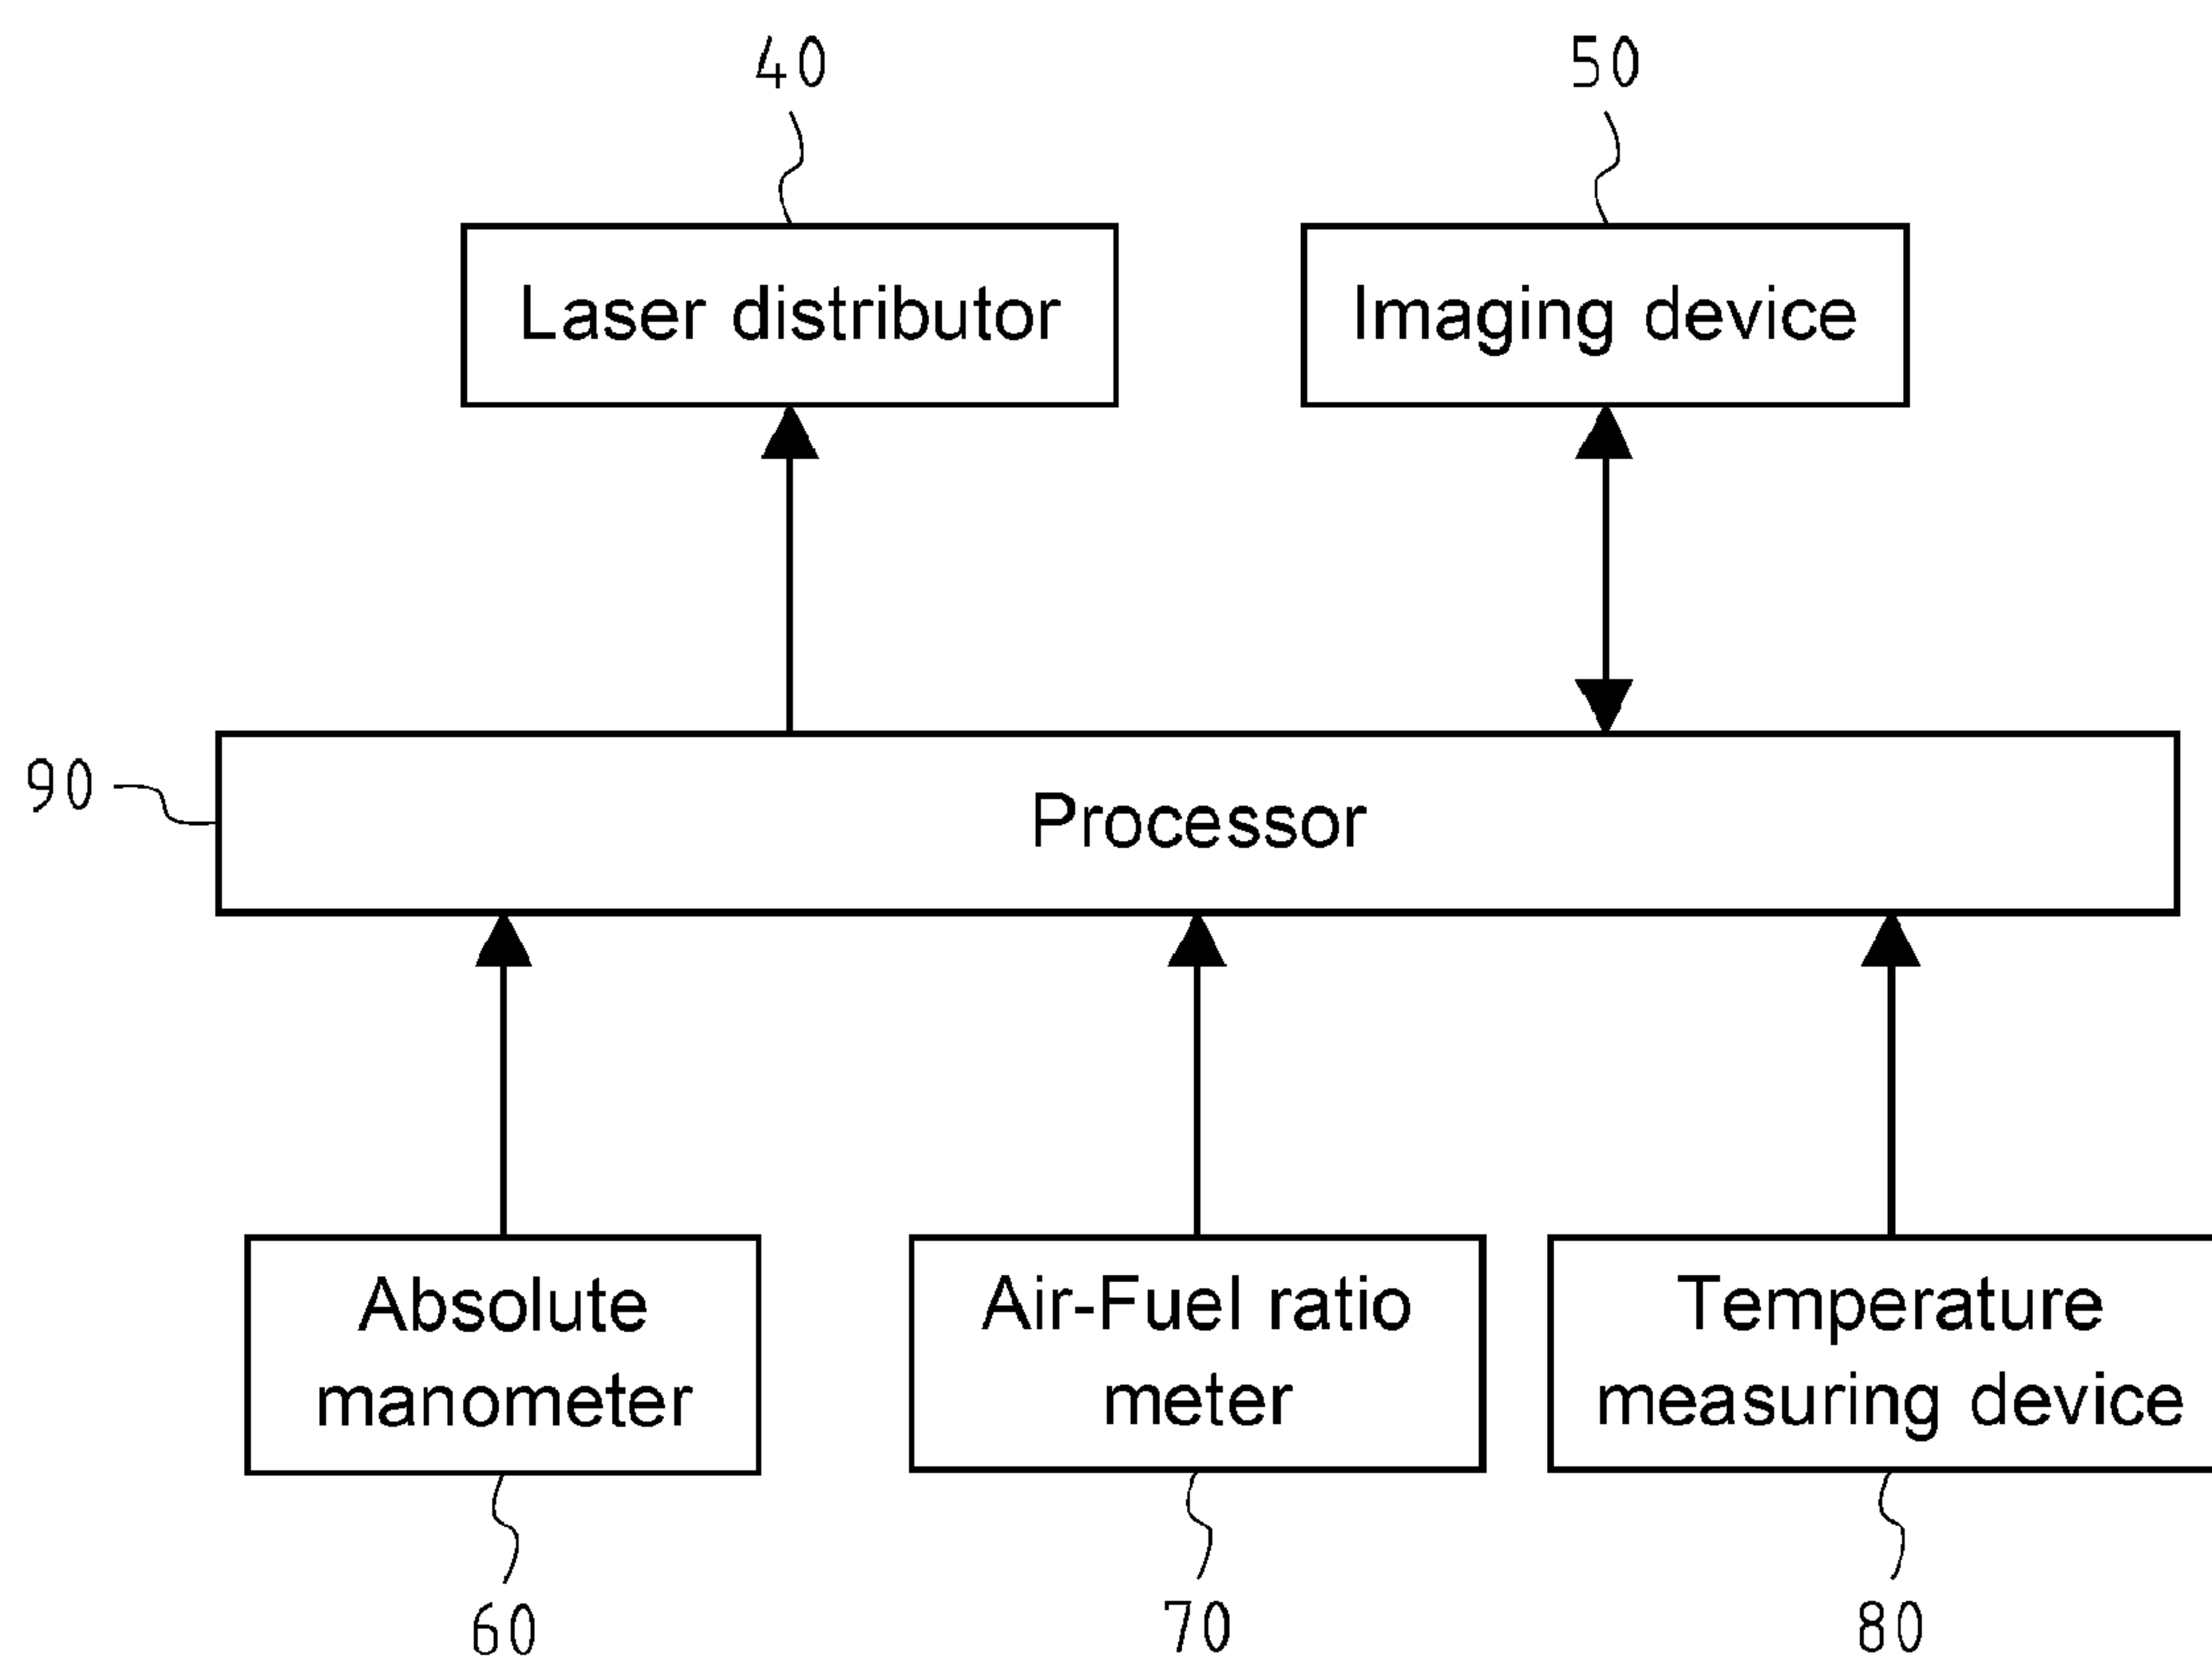 40
50
Laser distributor
Imaging device
90
Processor
Absolute
manometer
Air-Fuel ratio
meter
Temperature
measuring device
60
70
80